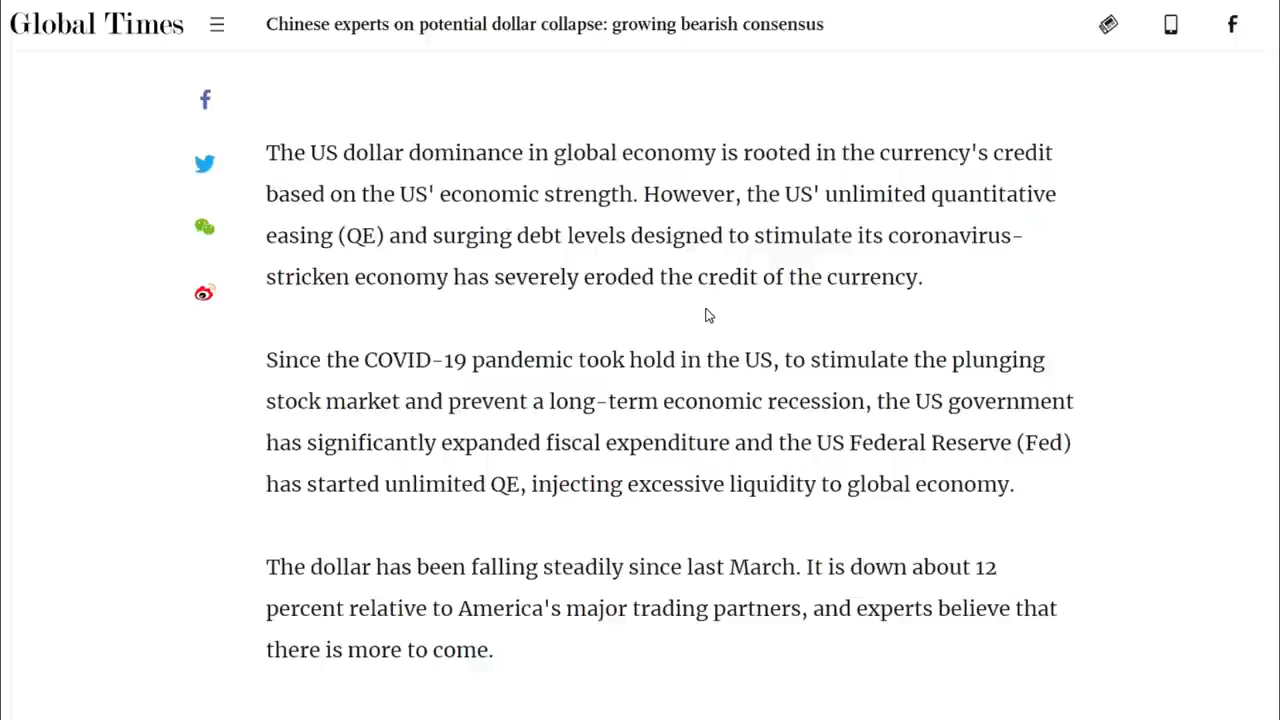 Global Times
Chinese experts on potential dollar collapse: growing bearish consensus
The US dollar dominance in global economy is rooted in the currency's credit
based on the US' economic strength. However, the US' unlimited quantitative
easing (QE) and surging debt levels designed to stimulate its coronavirus-
stricken economy has severely eroded the credit of the currency.
Since the COVID-19 pandemic took hold in the US, to stimulate the plunging
stock market and prevent a long-term economic recession, the US government
has significantly expanded fiscal expenditure and the US Federal Reserve (Fed)
has started unlimited QE, injecting excessive liquidity to global economy.
The dollar has been falling steadily since last March. It is down about 12
percent relative to America's major trading partners, and experts believe that
there is more to come.